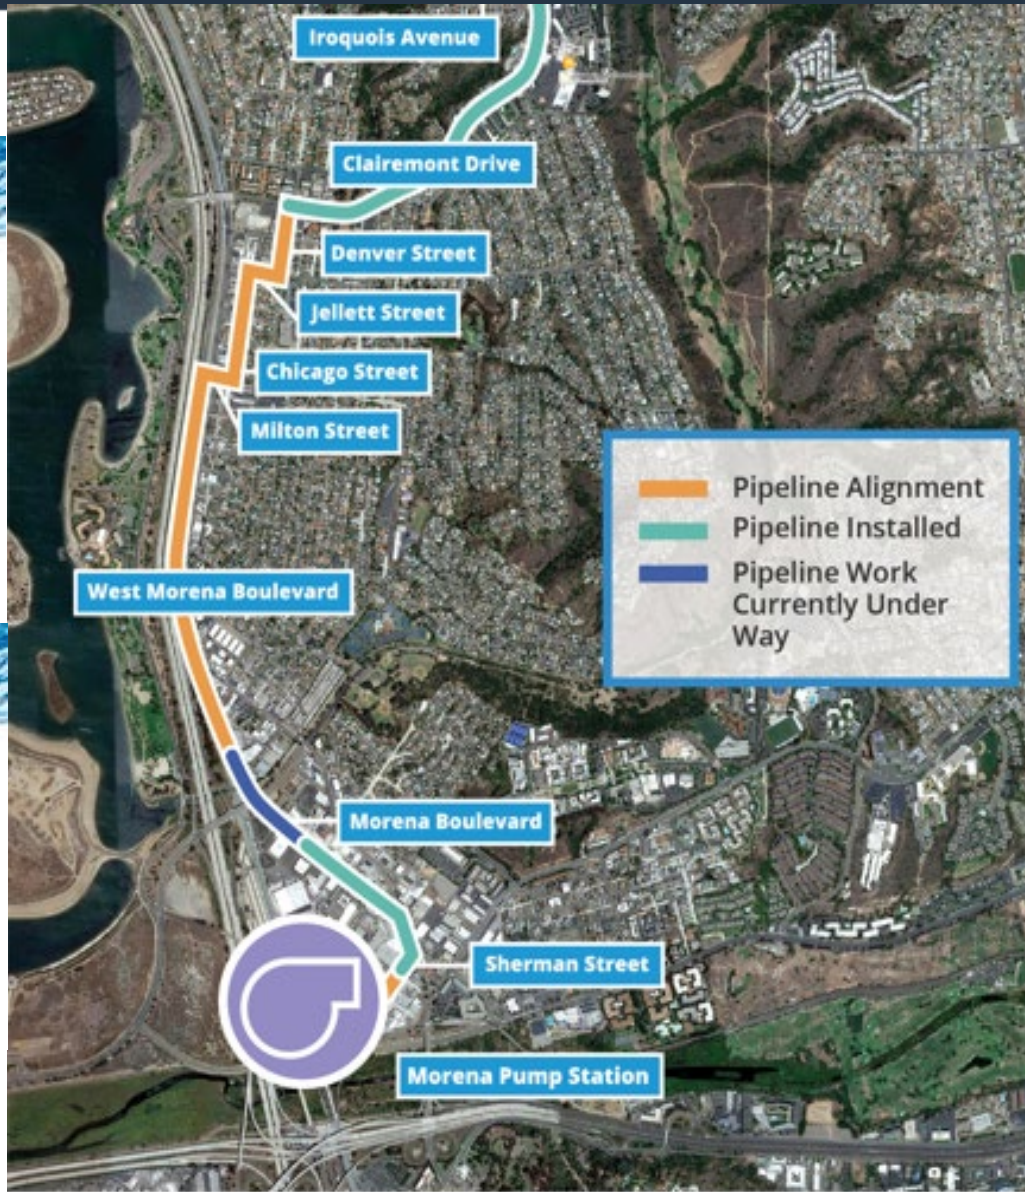 Iroquois Avenue
Clairemont Drive
Denver Street
Jellett Street
Chicago Street
Milton Street
Pipeline Alignment
Pipeline Installed
Pipeline Work
Currently Under
Way
West Morena Boulevard
Morena Boulevard
Sherman Street
Morena Pump Station